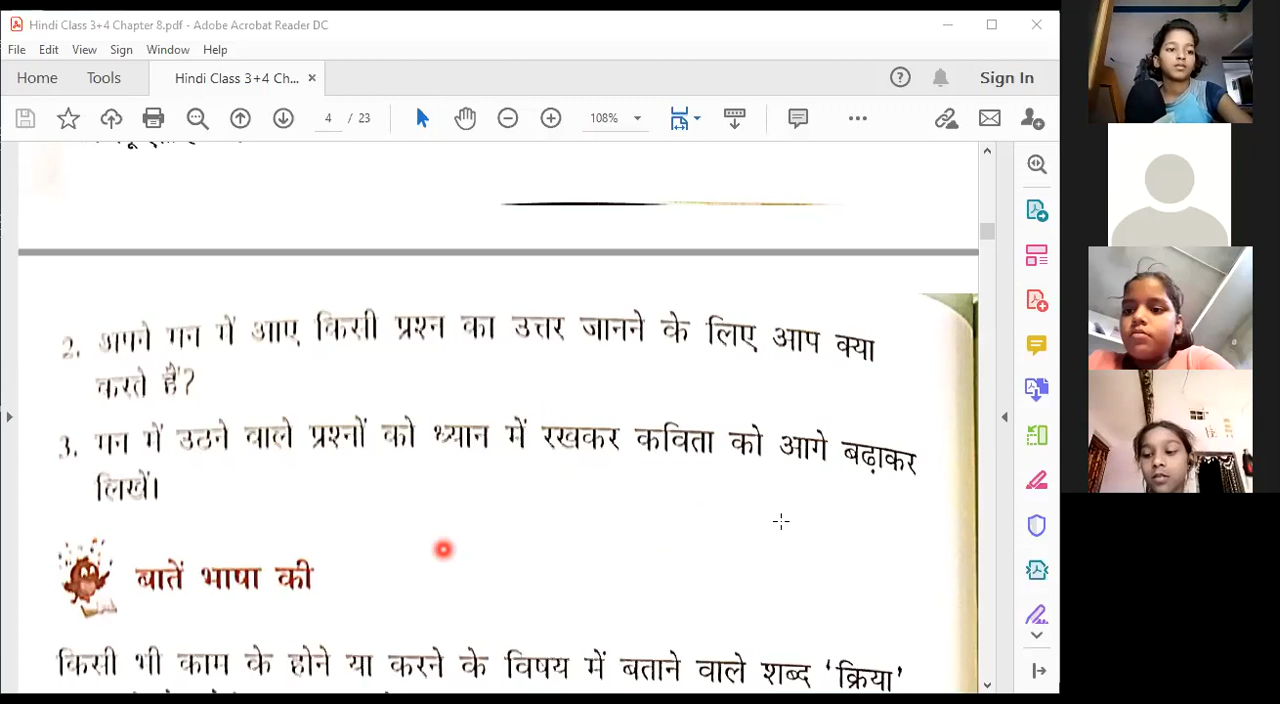 Hindi Class 3+4 Chapter 8.pdf - Adobe Acrobat Reader DC
File Edit View Sign Window Help
Home Tools Hindi Class 3+4 Ch... Sign In
4 / 23 108%
2. अपने मन में आए किसी प्रश्न का उत्तर जानने के लिए आप क्या
करते हैं?
3. मन में उठने वाले प्रश्नों को ध्यान में रखकर कविता को आगे बढ़ाकर
लिखें।
बातें भाषा की
किसी भी काम के होने या करने के विषय में बताने वाले शब्द 'क्रिया'